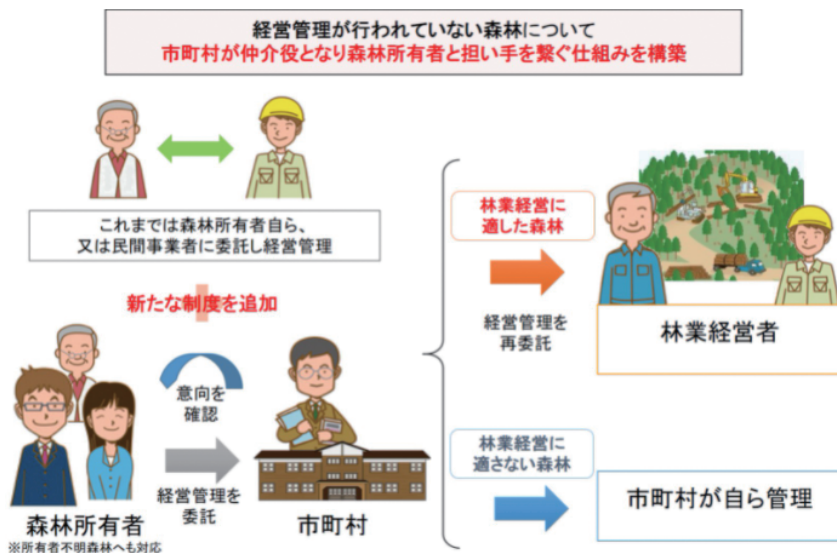 経営管理が行われていない森林について
市町村が仲介役となり森林所有者と担い手を繋ぐ仕組みを構築
これまでは森林所有者自ら、
又は民間事業者に委託し経営管理
新たな制度を追加
意向を
確認
経営管理を
委託
森林所有者
※所有者不明森林へも対応
市町村
林業経営に
適した森林
経営管理を
再委託
林業経営者
林業経営に
適さない森林
市町村が自ら管理